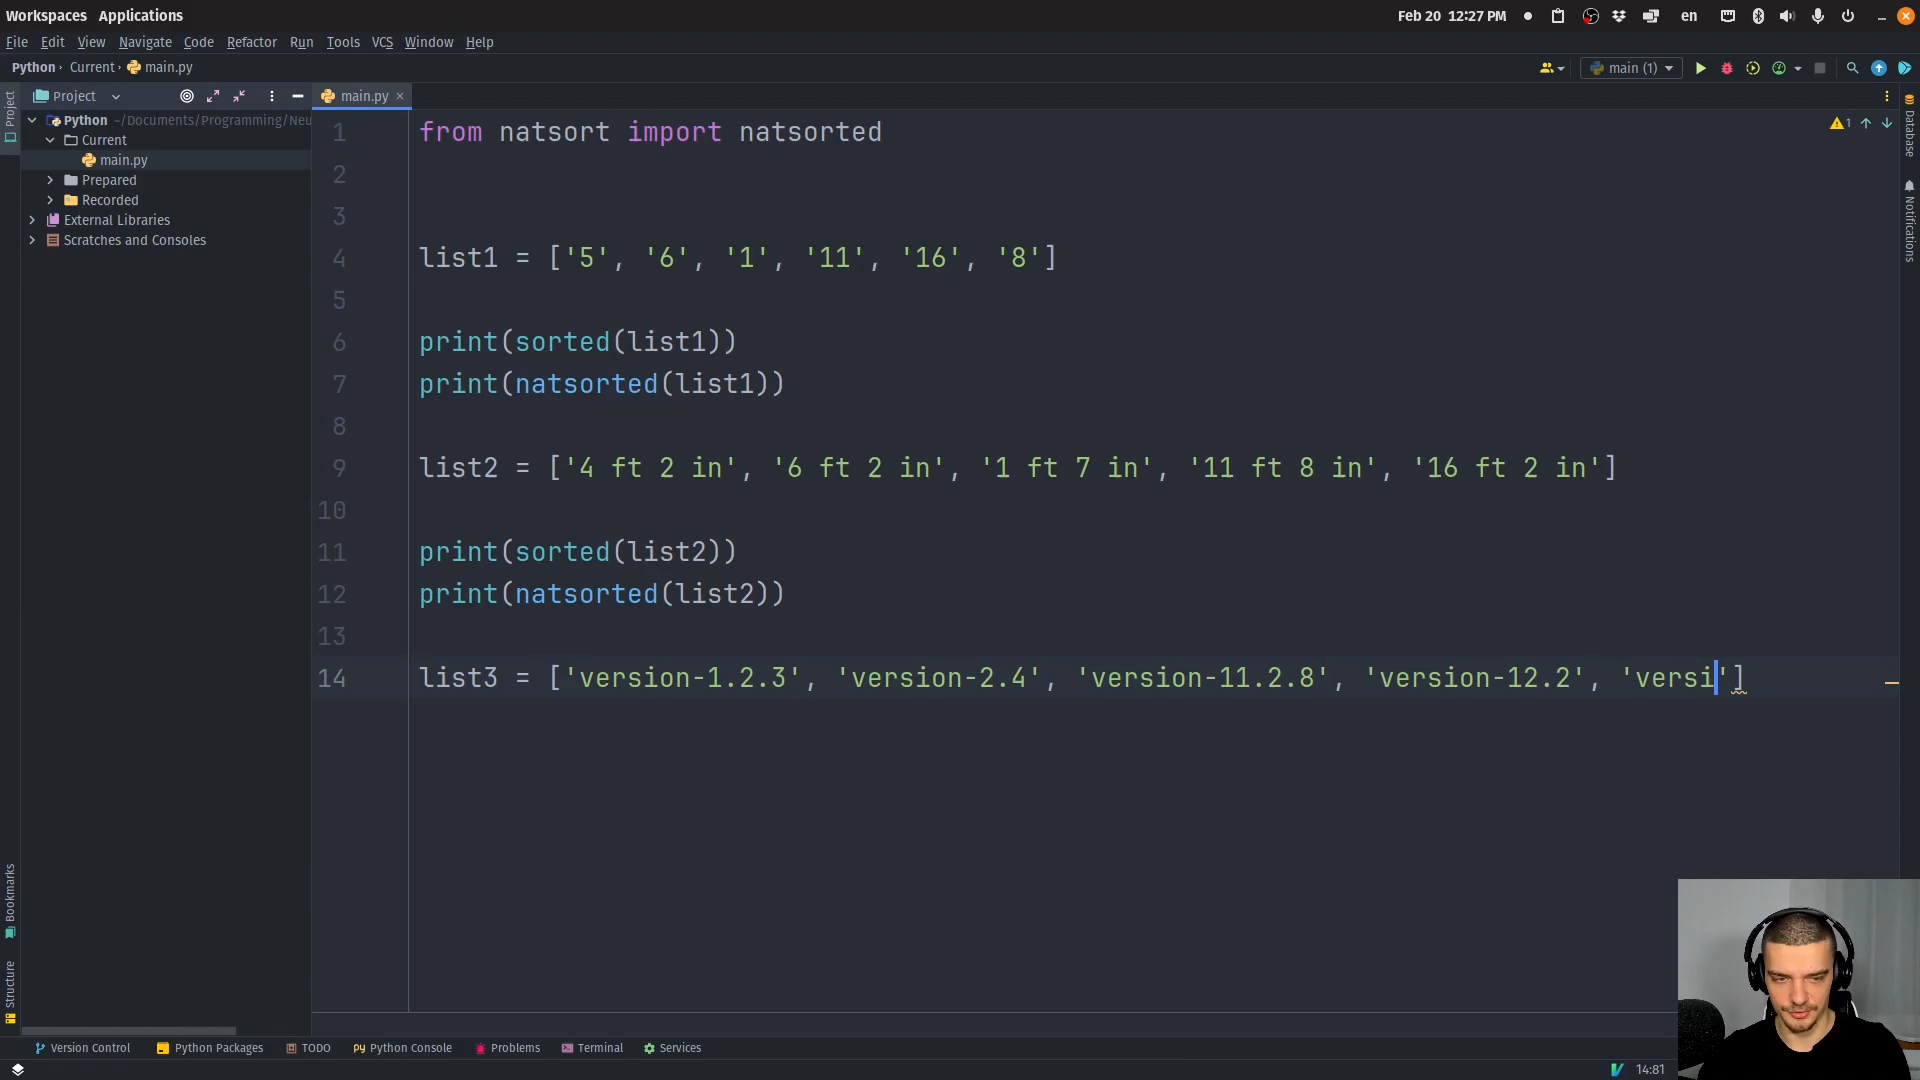 Workspaces Applications
Feb 20 12:27 PM
en
File Edit View Navigate Code Refactor Run Tools VCS Window Help
Python › Current › main.py
main (1)
Project
Project
main.py
Python ~/Documents/Programming/Neu
Current
main.py
Prepared
Recorded
External Libraries
Scratches and Consoles
1 from natsort import natsorted
2
3
4 list1 = ['5', '6', '1', '11', '16', '8']
5
6 print(sorted(list1))
7 print(natsorted(list1))
8
9 list2 = ['4 ft 2 in', '6 ft 2 in', '1 ft 7 in', '11 ft 8 in', '16 ft 2 in']
10
11 print(sorted(list2))
12 print(natsorted(list2))
13
14 list3 = ['version-1.2.3', 'version-2.4', 'version-11.2.8', 'version-12.2', 'versi']
1
Database
Notifications
Bookmarks
Structure
Version Control Python Packages TODO Python Console Problems Terminal Services
14:81